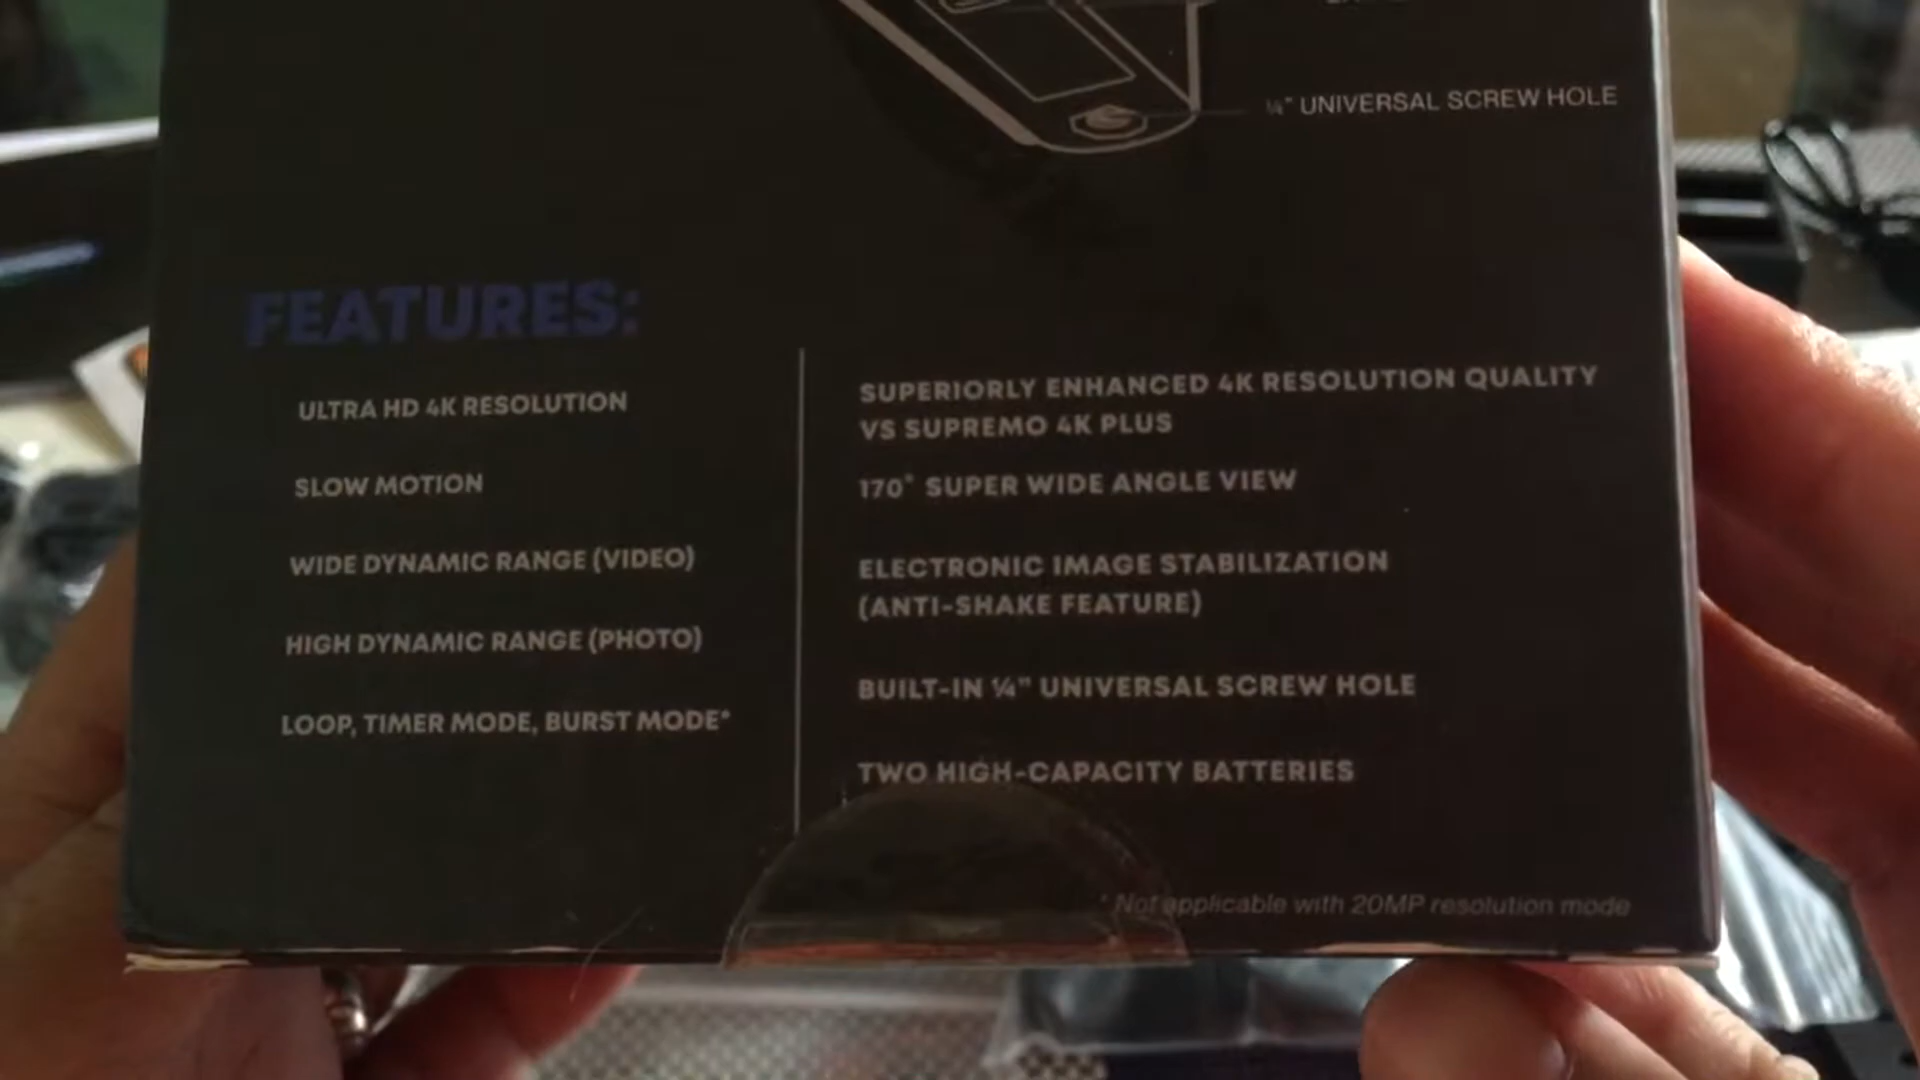 ¼" UNIVERSAL SCREW HOLE
FEATURES:
ULTRA HD 4K RESOLUTION
SLOW MOTION
WIDE DYNAMIC RANGE (VIDEO)
HIGH DYNAMIC RANGE (PHOTO)
LOOP, TIMER MODE, BURST MODE*
SUPERIORLY ENHANCED 4K RESOLUTION QUALITY
VS SUPREMO 4K PLUS
170° SUPER WIDE ANGLE VIEW
ELECTRONIC IMAGE STABILIZATION
(ANTI-SHAKE FEATURE)
BUILT-IN ¼" UNIVERSAL SCREW HOLE
TWO HIGH-CAPACITY BATTERIES
* Not applicable with 20MP resolution mode